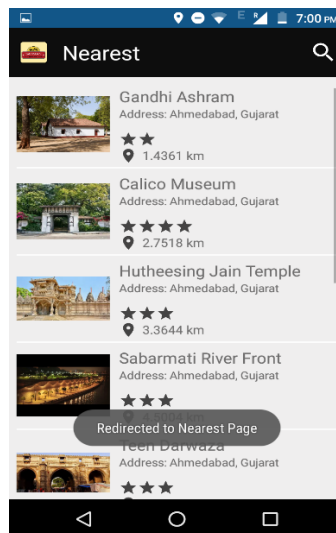 E R 7:00 PM
Nearest
Gandhi Ashram
Address: Ahmedabad, Gujarat
1.4361 km
Calico Museum
Address: Ahmedabad, Gujarat
2.7518 km
Hutheesing Jain Temple
Address: Ahmedabad, Gujarat
3.3644 km
Sabarmati River Front
Address: Ahmedabad, Gujarat
Redirected to Nearest Page
Teen Darwaza
Address: Ahmedabad, Gujarat